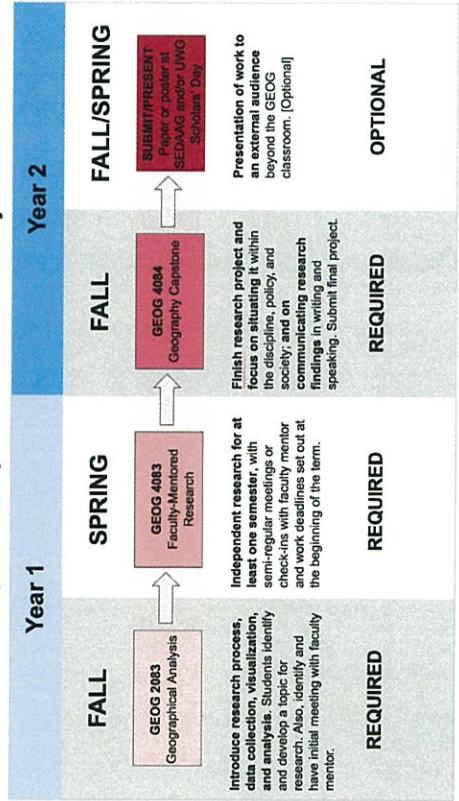 Year 1
Year 2
FALL
SPRING
FALL
FALL/SPRING
GEOG 2083
Geographical Analysis
GEOG 4083
Faculty-Mentored
Research
GEOG 4084
Geography Capstone
SUBMIT/PRESENT
Paper or poster at
SEDAAG and/or UWG
Scholars' Day
Introduce research process,
data collection, visualization,
and analysis. Students identify
and develop a topic for
research. Also, identify and
have initial meeting with faculty
mentor.
Independent research for at
least one semester, with
semi-regular meetings or
check-ins with faculty mentor
and work deadlines set out at
the beginning of the term.
Finish research project and
focus on situating it within
the discipline, policy, and
society; and on
communicating research
findings in writing and
speaking. Submit final project.
Presentation of work to
an external audience
beyond the GEOG
classroom. [Optional]
REQUIRED
REQUIRED
REQUIRED
OPTIONAL